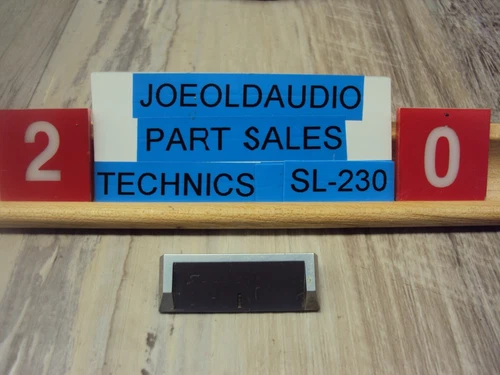 JOEOLDAUDIO
PART SALES
TECHNICS SL-230
2 0